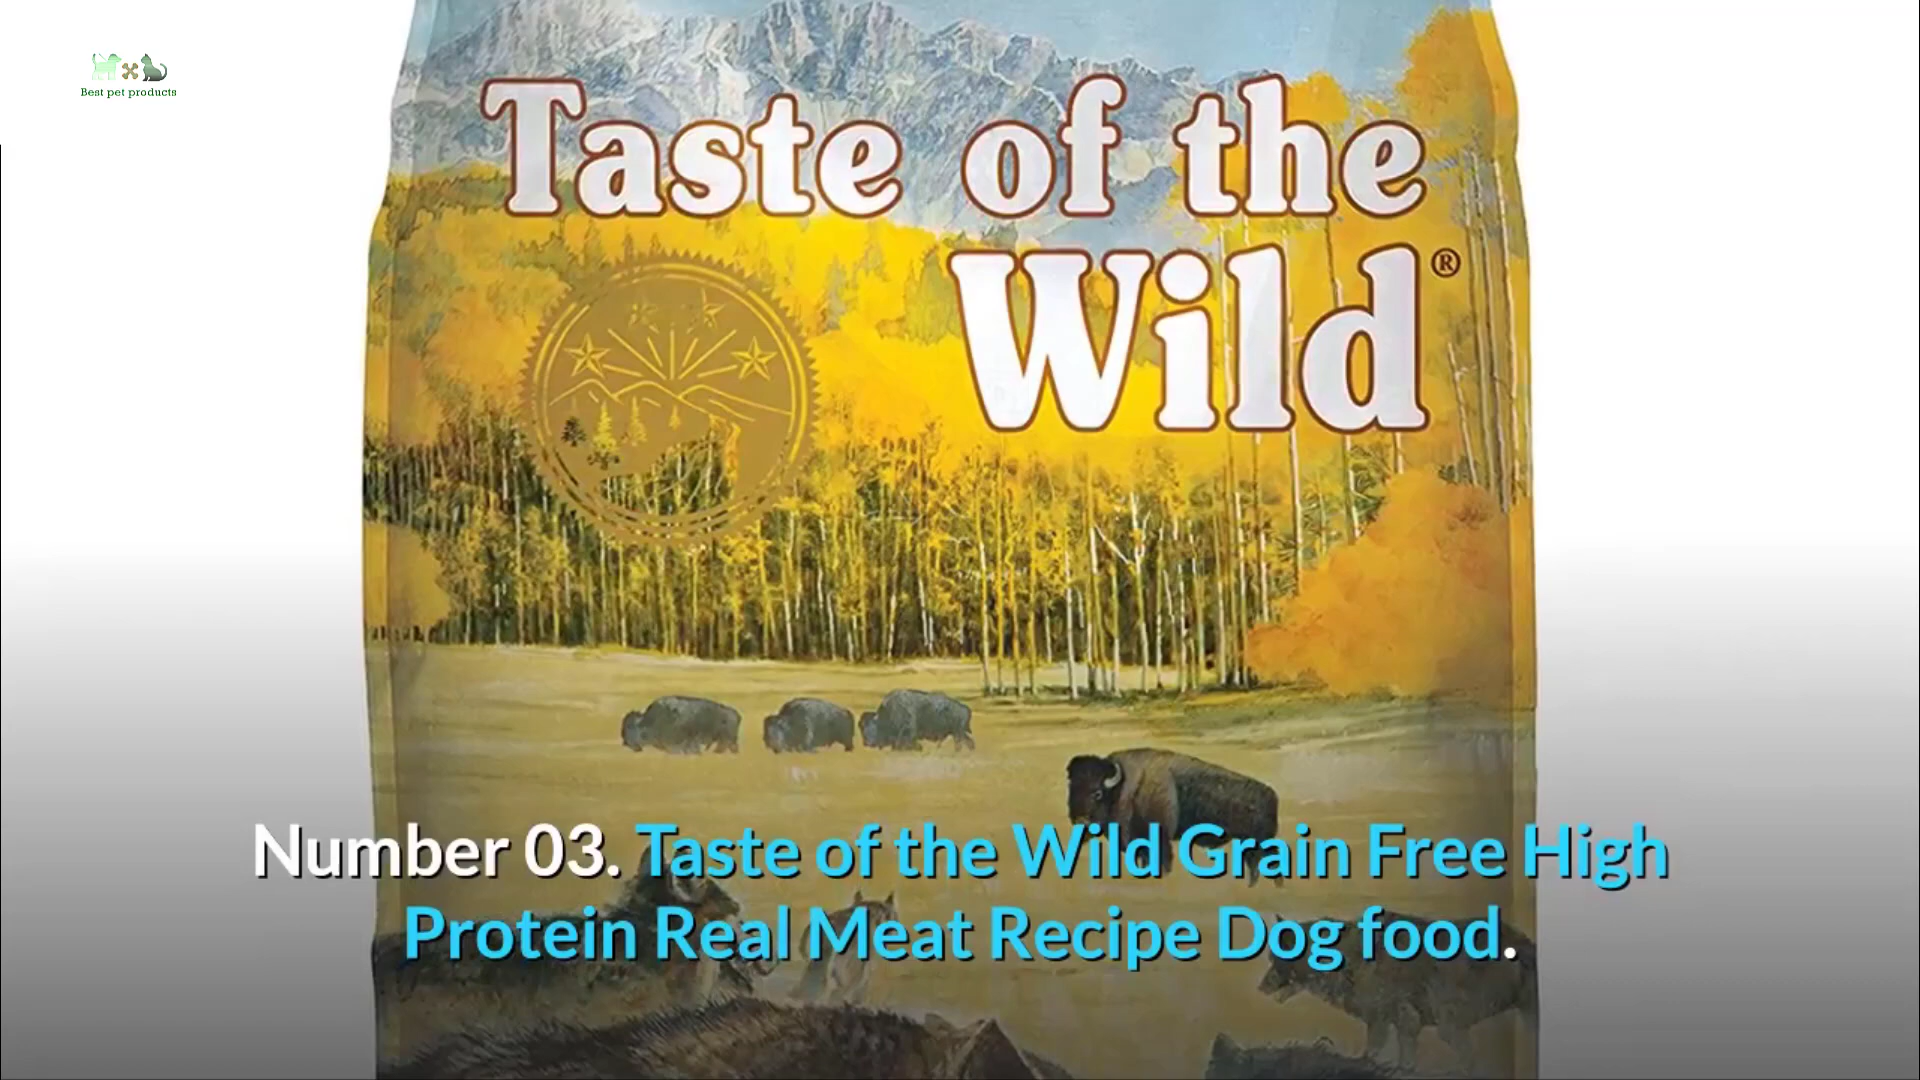 Best pet products
Taste of the
Wild®
Number 03. Taste of the Wild Grain Free High
Protein Real Meat Recipe Dog food.